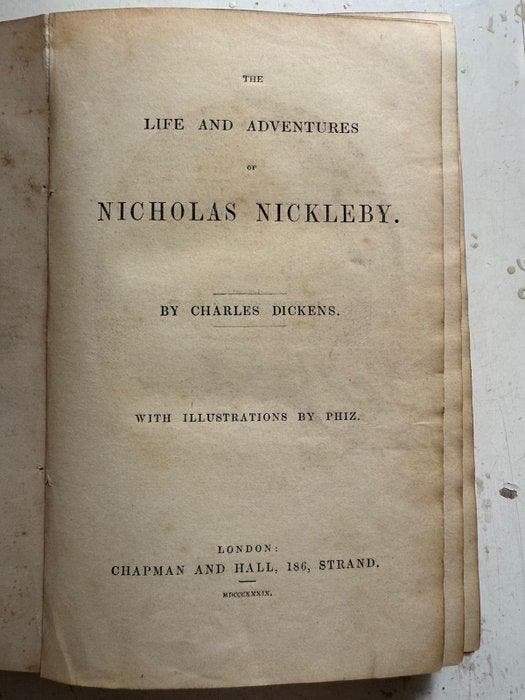 THE
LIFE AND ADVENTURES
OF
NICHOLAS NICKLEBY.
BY CHARLES DICKENS.
WITH ILLUSTRATIONS BY PHIZ.
LONDON:
CHAPMAN AND HALL, 186, STRAND.
MDCCCXXXIX.